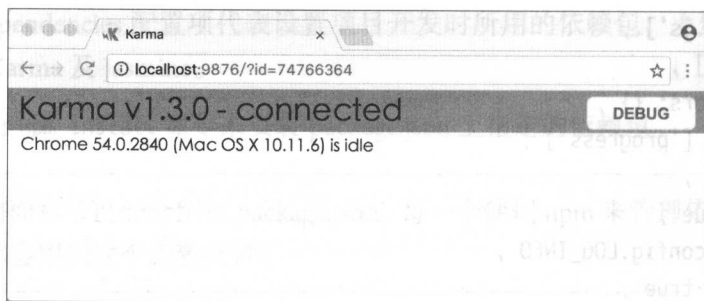 Karma
localhost:9876/?id=74766364
Karma v1.3.0 - connected
DEBUG
Chrome 54.0.2840 (Mac OS X 10.11.6) is idle